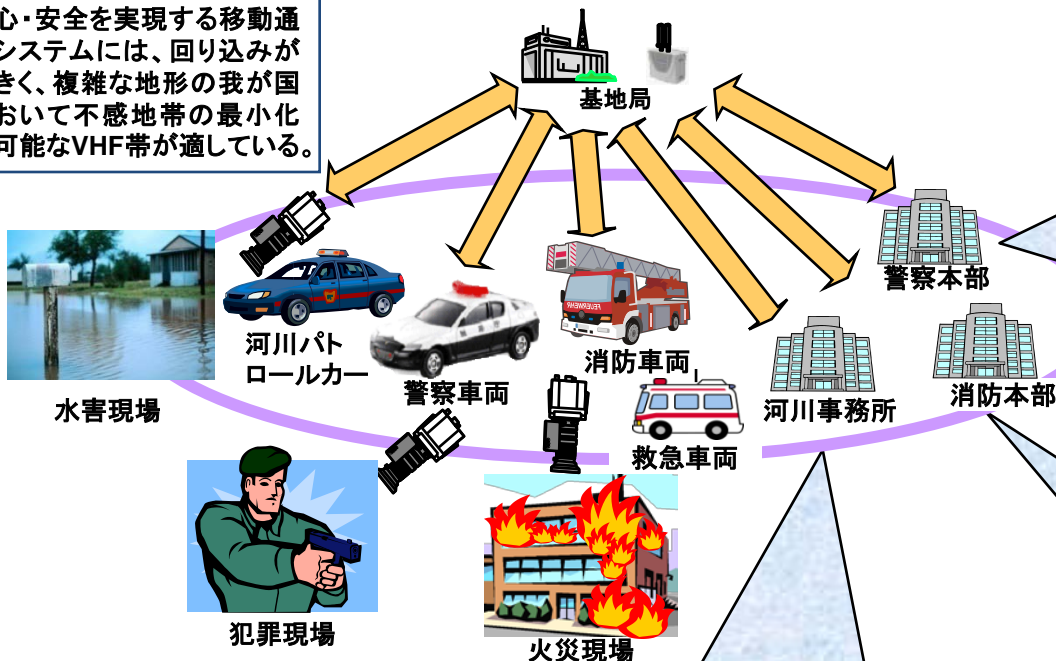 心・安全を実現する移動通
システムには、回り込みが
きく、複雑な地形の我が国
おいて不感地帯の最小化
可能なVHF帯が適している。
基地局
警察本部
河川パト
ロールカー
消防車両
警察車両
消防本部
河川事務所
水害現場
救急車両
犯罪現場
火災現場